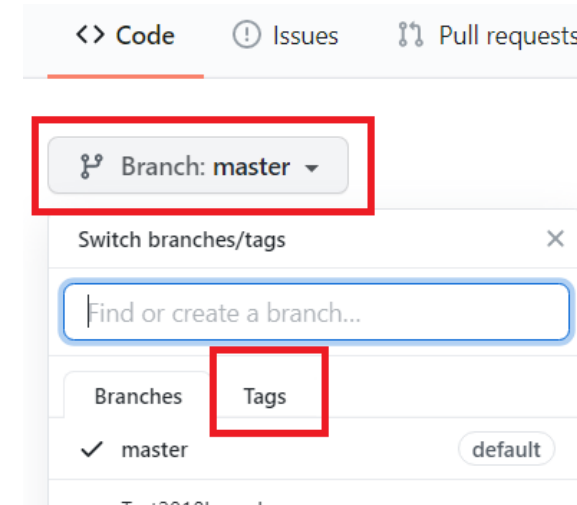 <> Code Issues Pull requests
Branch: master
Switch branches/tags
Find or create a branch...
Branches Tags
master default